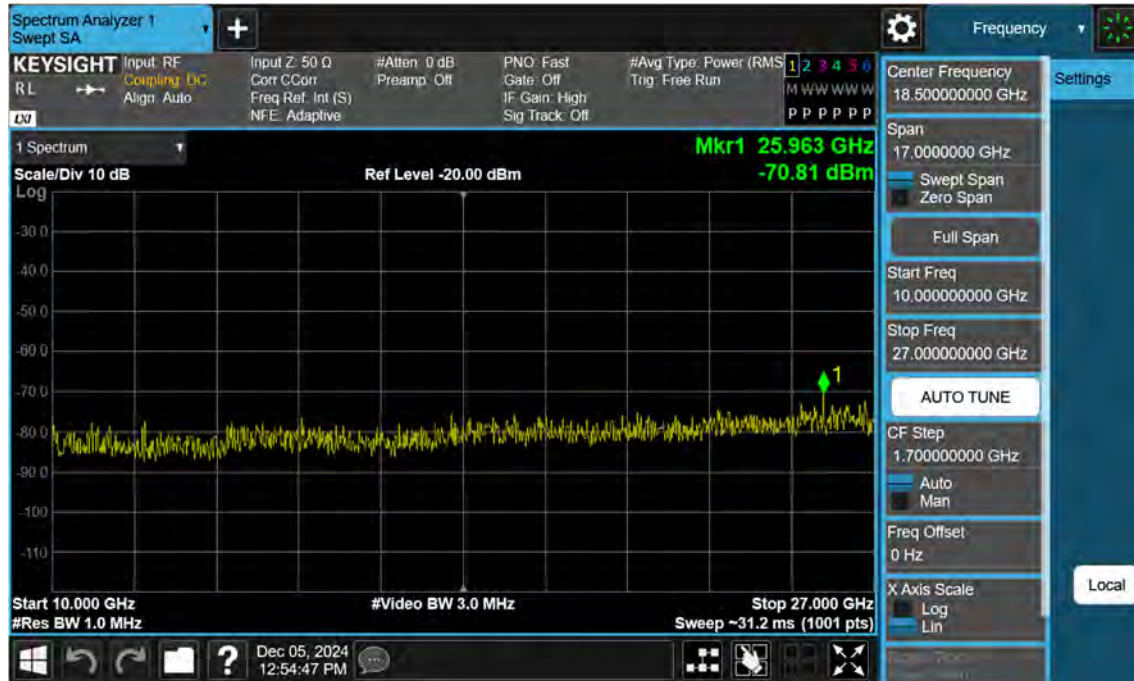 Spectrum Analyzer 1
Swept SA
Frequency
KEYSIGHT
RL
LXI
Input: RF
Coupling: DC
Align: Auto
Input Z: 50 Ω
Corr CCorr
Freq Ref: Int (S)
NFE: Adaptive
#Atten: 0 dB
Preamp: Off
PNO: Fast
Gate: Off
IF Gain: High
Sig Track: Off
#Avg Type: Power (RMS
Trig: Free Run
1 2 3 4 5 6
M W W W W W
P P P P P P
1 Spectrum
Scale/Div 10 dB
Log
Ref Level -20.00 dBm
Mkr1 25.963 GHz
-70.81 dBm
-30.0
-40.0
-50.0
-60.0
-70.0
-80.0
-90.0
-100
-110
1
Start 10.000 GHz
#Res BW 1.0 MHz
#Video BW 3.0 MHz
Stop 27.000 GHz
Sweep ~31.2 ms (1001 pts)
Dec 05, 2024
12:54:47 PM
Center Frequency
18.500000000 GHz
Span
17.0000000 GHz
Swept Span
Zero Span
Full Span
Start Freq
10.000000000 GHz
Stop Freq
27.000000000 GHz
AUTO TUNE
CF Step
1.700000000 GHz
Auto
Man
Freq Offset
0 Hz
X Axis Scale
Log
Lin
Settings
Local